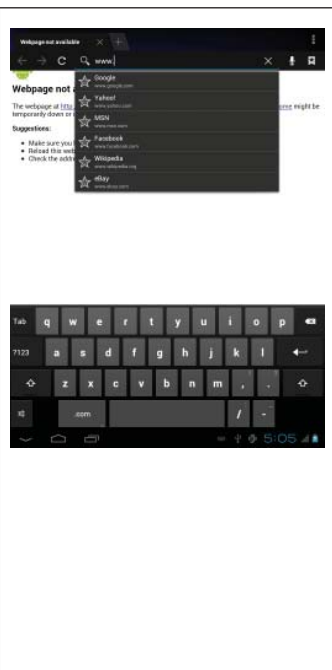 Webpage not available
www.
Google
www.google.com
Webpage not a
Yahoo!
www.yahoo.com
The webpage at http might be
MSN
www.msn.com
temporarily down or
Facebook
www.facebook.com
Suggestions:
Wikipedia
www.wikipedia.org
Make sure you
Reload this web
eBay
www.ebay.com
Check the addre
Tab q w e r t y u i o p
?123 a s d f g h j k l
z x c v b n m , .
.com / -
5:05